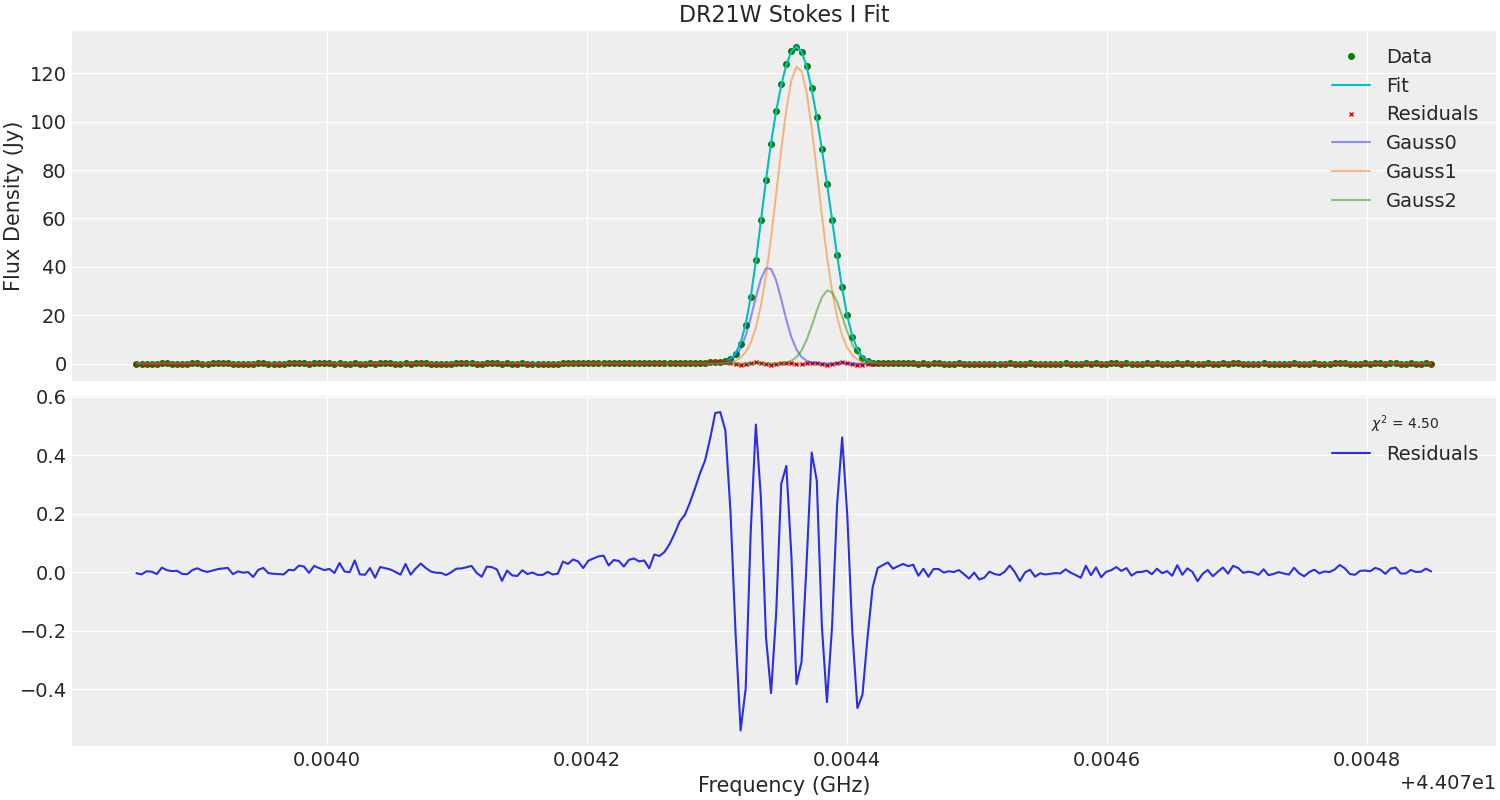 DR21W Stokes I Fit
Flux Density (Jy)
120
100
80
60
40
20
0
Data
Fit
Residuals
Gauss0
Gauss1
Gauss2
0.6
0.4
0.2
0.0
−0.2
−0.4
χ² = 4.50
Residuals
0.0040
0.0042
0.0044
0.0046
0.0048
Frequency (GHz)
+4.407e1